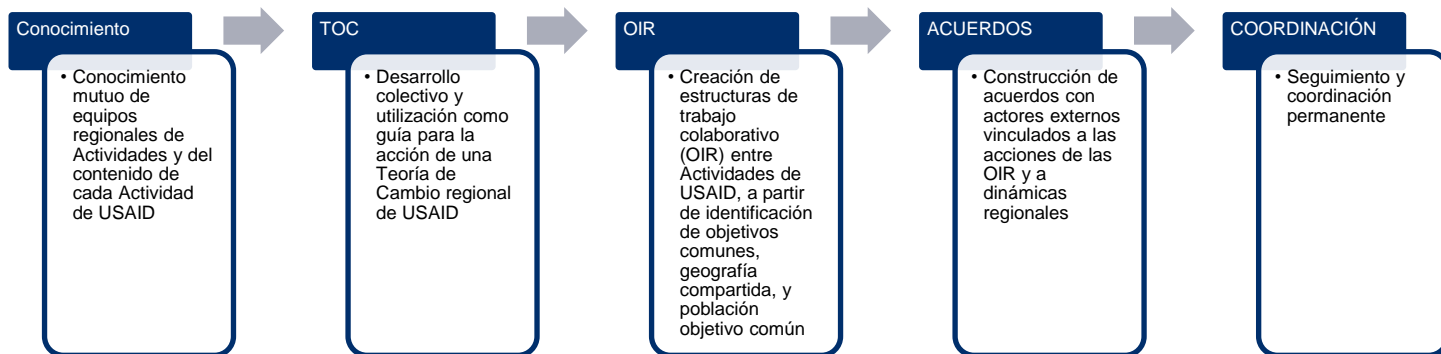 Conocimiento
• Conocimiento
mutuo de
equipos
regionales de
Actividades y del
contenido de
cada Actividad
de USAID
TOC
• Desarrollo
colectivo y
utilización como
guía para la
acción de una
Teoría de
Cambio regional
de USAID
OIR
• Creación de
estructuras de
trabajo
colaborativo
(OIR) entre
Actividades de
USAID, a partir
de identificación
de objetivos
comunes,
geografía
compartida, y
población
objetivo común
ACUERDOS
• Construcción de
acuerdos con
actores externos
vinculados a las
acciones de las
OIR y a
dinámicas
regionales
COORDINACIÓN
• Seguimiento y
coordinación
permanente